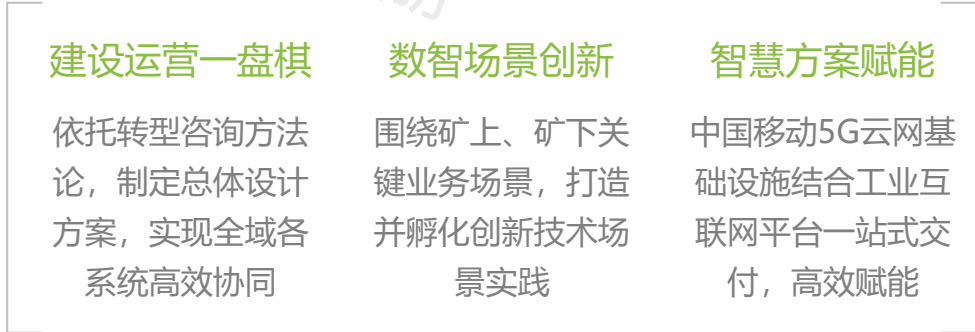 建设运营一盘棋
依托转型咨询方法
论，制定总体设计
方案，实现全域各
系统高效协同
数智场景创新
围绕矿上、矿下关
键业务场景，打造
并孵化创新技术场
景实践
智慧方案赋能
中国移动5G云网基
础设施结合工业互
联网平台一站式交
付，高效赋能